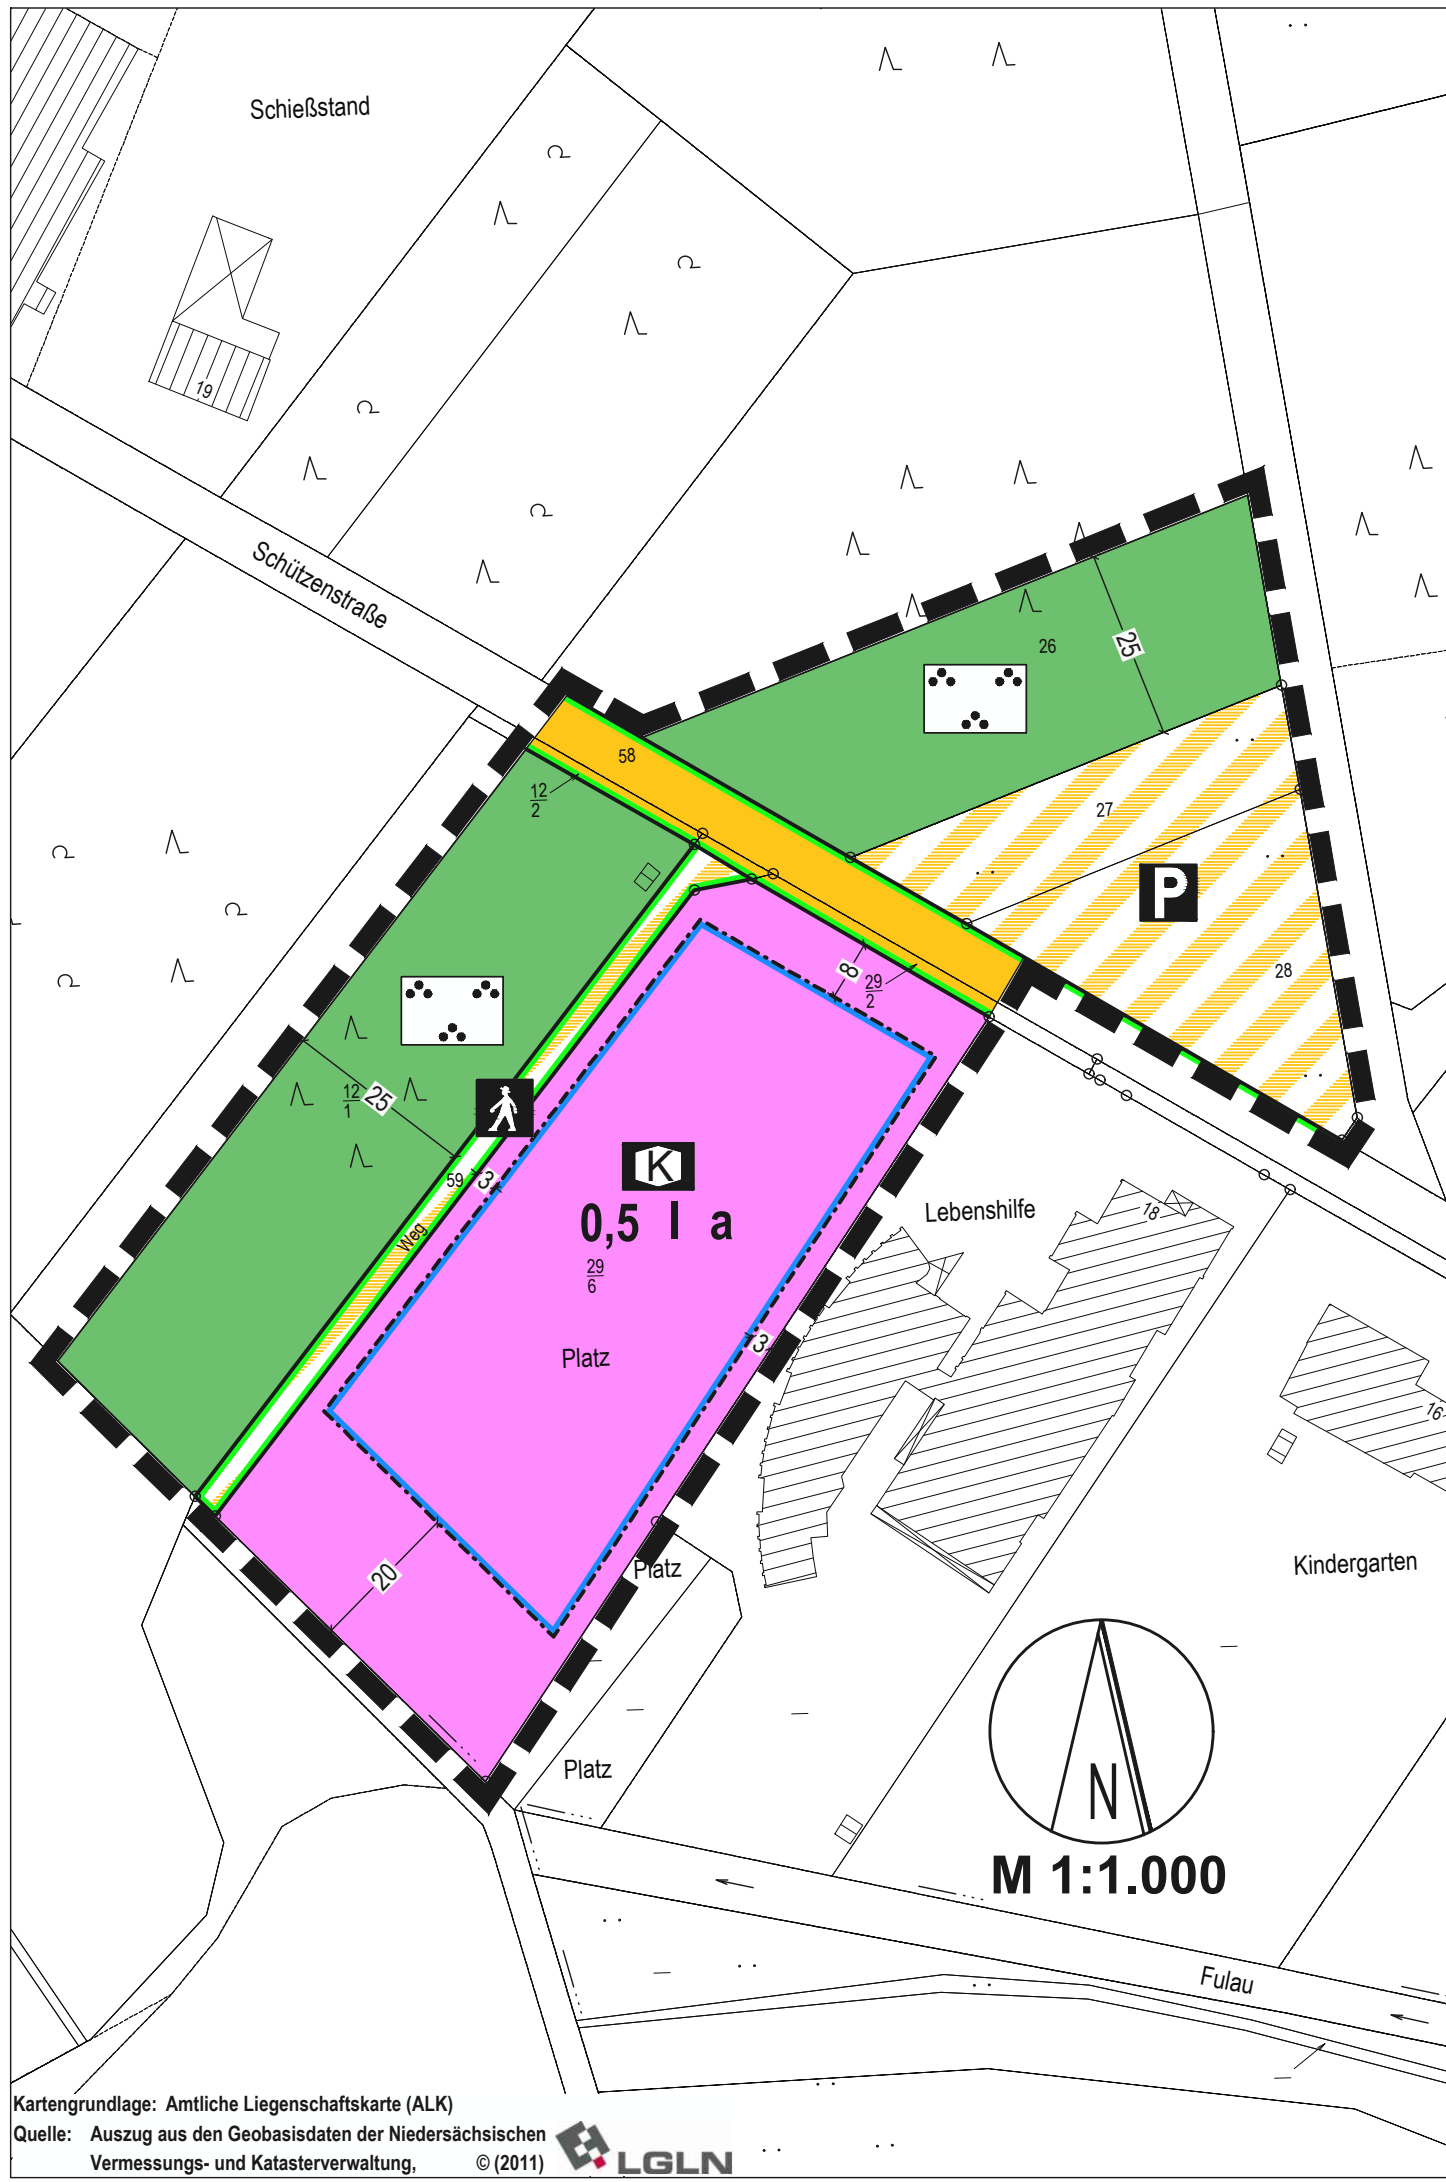 Schießstand
19
Schützenstraße
26
25
58
12
2
27
P
28
8
29
2
12
1
25
59
3
Weg
K
0,5 I a
29
6
Platz
3
Lebenshilfe
18
16
20
Platz
Kindergarten
Platz
N
M 1:1.000
Fulau
Kartengrundlage: Amtliche Liegenschaftskarte (ALK)
Quelle: Auszug aus den Geobasisdaten der Niedersächsischen
Vermessungs- und Katasterverwaltung, © (2011)
LGLN